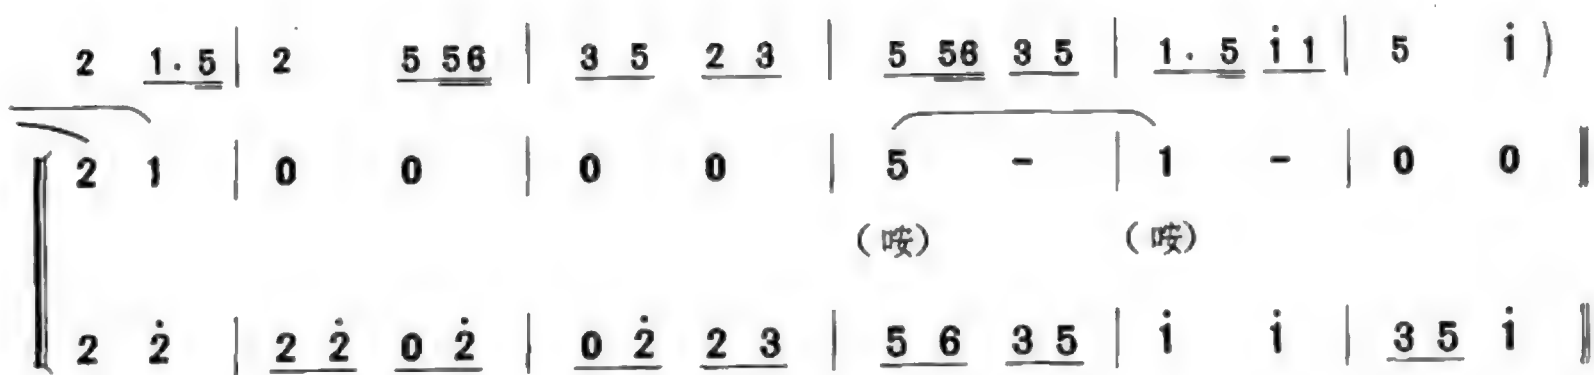 2 1·5 | 2 5 56 | 3 5 2 3 | 5 56 3 5 | 1·5 i̇ 1 | 5 i̇ )
2 1 | 0 0 | 0 0 | 5 - | 1 - | 0 0 ‖
(咹) (咹)
2 2̇ | 2 2̇ 0 2̇ | 0 2̇ 2 3 | 5 6 3 5 | i̇ i̇ | 3 5 i̇ ‖